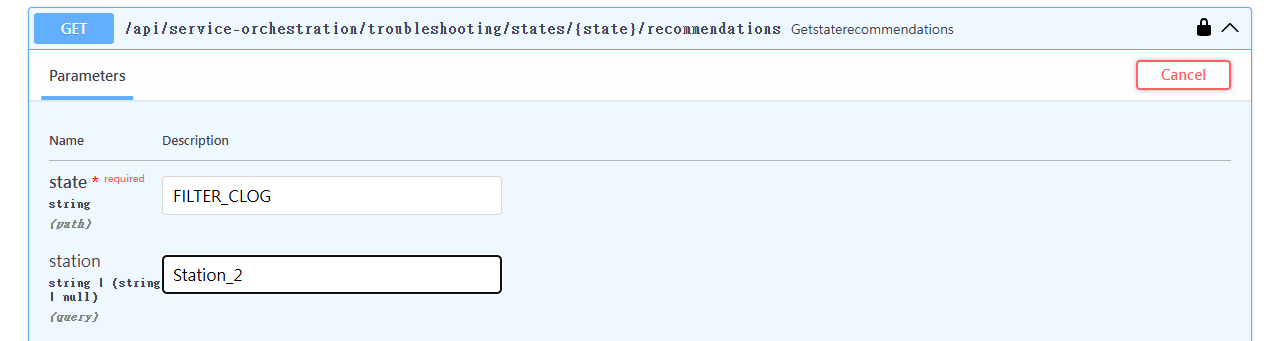 GET /api/service-orchestration/troubleshooting/states/{state}/recommendations Getstaterecommendations
Parameters Cancel
Name Description
state * required
string
(path)
FILTER_CLOG
station
string | (string
| null)
(query)
Station_2